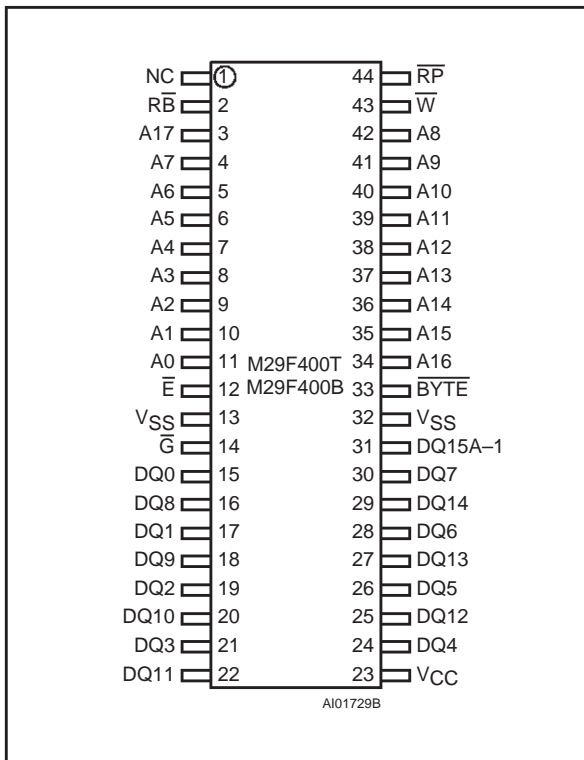 NC 1 44 R̅P̅
RB̅ 2 43 W̅
A17 3 42 A8
A7 4 41 A9
A6 5 40 A10
A5 6 39 A11
A4 7 38 A12
A3 8 37 A13
A2 9 36 A14
A1 10 35 A15
A0 11 M29F400T 34 A16
E̅ 12 M29F400B 33 B̅Y̅T̅E̅
VSS 13 32 VSS
G̅ 14 31 DQ15A–1
DQ0 15 30 DQ7
DQ8 16 29 DQ14
DQ1 17 28 DQ6
DQ9 18 27 DQ13
DQ2 19 26 DQ5
DQ10 20 25 DQ12
DQ3 21 24 DQ4
DQ11 22 23 VCC
AI01729B